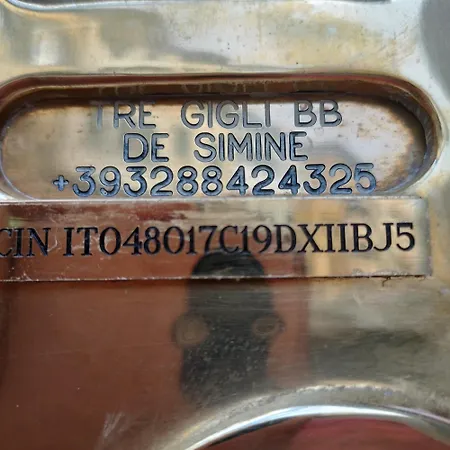 TRE GIGLI BB
DE SIMINE
+393288424325
CIN IT048017C19DXIIBJ5